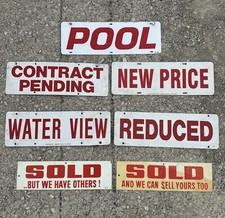 POOL
CONTRACT
PENDING
NEW PRICE
WATER VIEW
REDUCED
SOLD
...BUT WE HAVE OTHERS!
SOLD
AND WE CAN SELL YOURS TOO